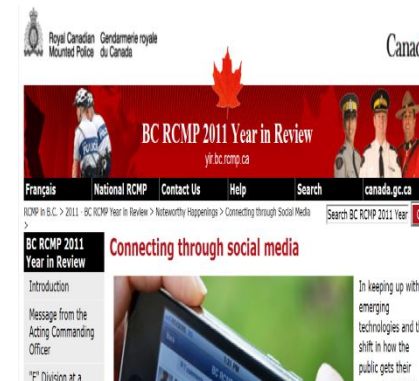 Royal Canadian Gendarmerie royale
Mounted Police du Canada
Canad
BC RCMP 2011 Year in Review
yir.bc.rcmp.ca
Français National RCMP Contact Us Help Search canada.gc.ca
RCMP in B.C. > 2011 - BC RCMP Year in Review > Noteworthy Happenings > Connecting through Social Media
>
Search BC RCMP 2011 Year
BC RCMP 2011
Year in Review
Introduction
Message from the
Acting Commanding
Officer
"E" Division at a
Connecting through social media
In keeping up with
emerging
technologies and th
shift in how the
public gets their